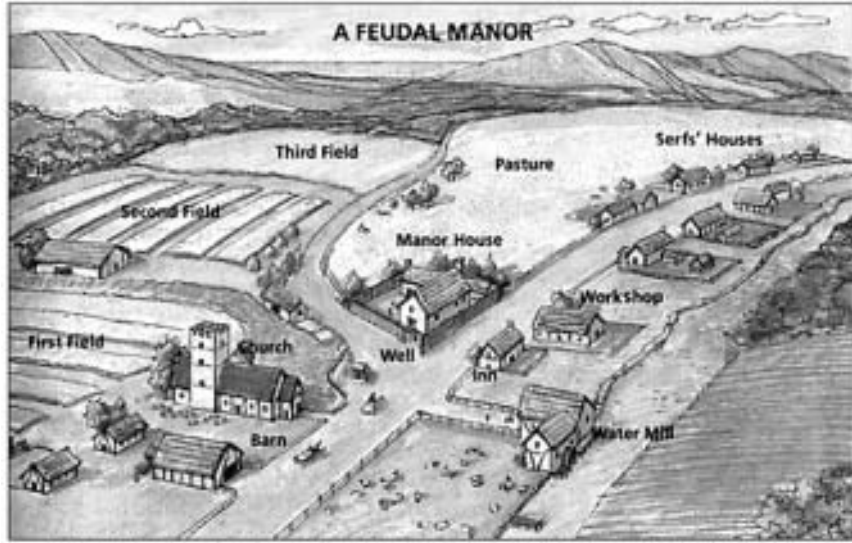 A FEUDAL MANOR
Serfs' Houses
Third Field
Pasture
Second Field
Manor House
Workshop
First Field
Church
Well
Inn
Barn
Water Mill